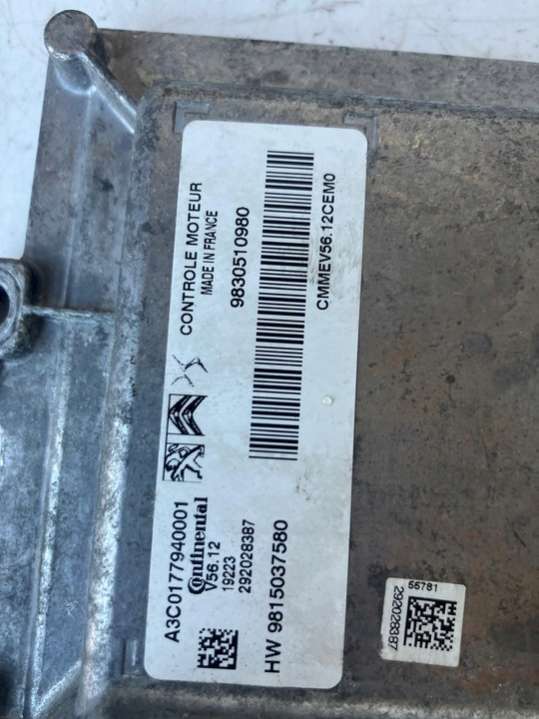 CONTROLE MOTEUR
MADE IN FRANCE
9830510980
CMMEV56.12CEM0
A3C0177940001
Continental
V56.12
19223
292028387
HW 9815037580
55781
292028387